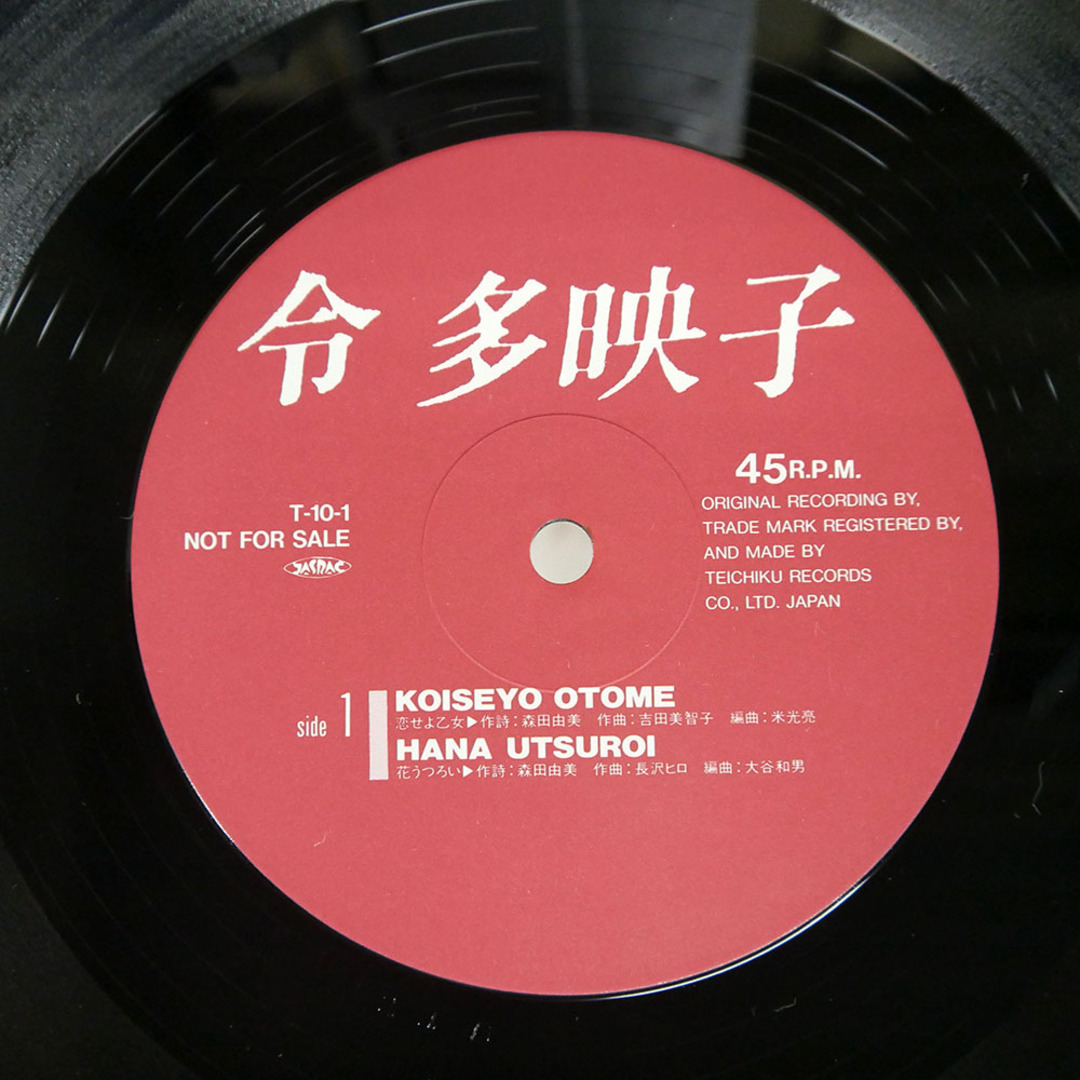 令 多映子
45R.P.M.
ORIGINAL RECORDING BY,
TRADE MARK REGISTERED BY,
AND MADE BY
TEICHIKU RECORDS
CO., LTD. JAPAN
T-10-1
NOT FOR SALE
JASRAC
side 1
KOISEYO OTOME
恋せよ乙女▶作詩：森田由美 作曲：吉田美智子 編曲：米光亮
HANA UTSUROI
花うつろい▶作詩：森田由美 作曲：長沢ヒロ 編曲：大谷和男